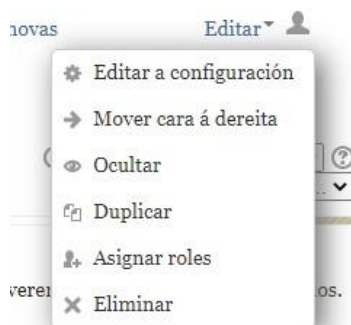 novas Editar
Editar a configuración
Mover cara á dereita
Ocultar
Duplicar
Asignar roles
Eliminar
os.